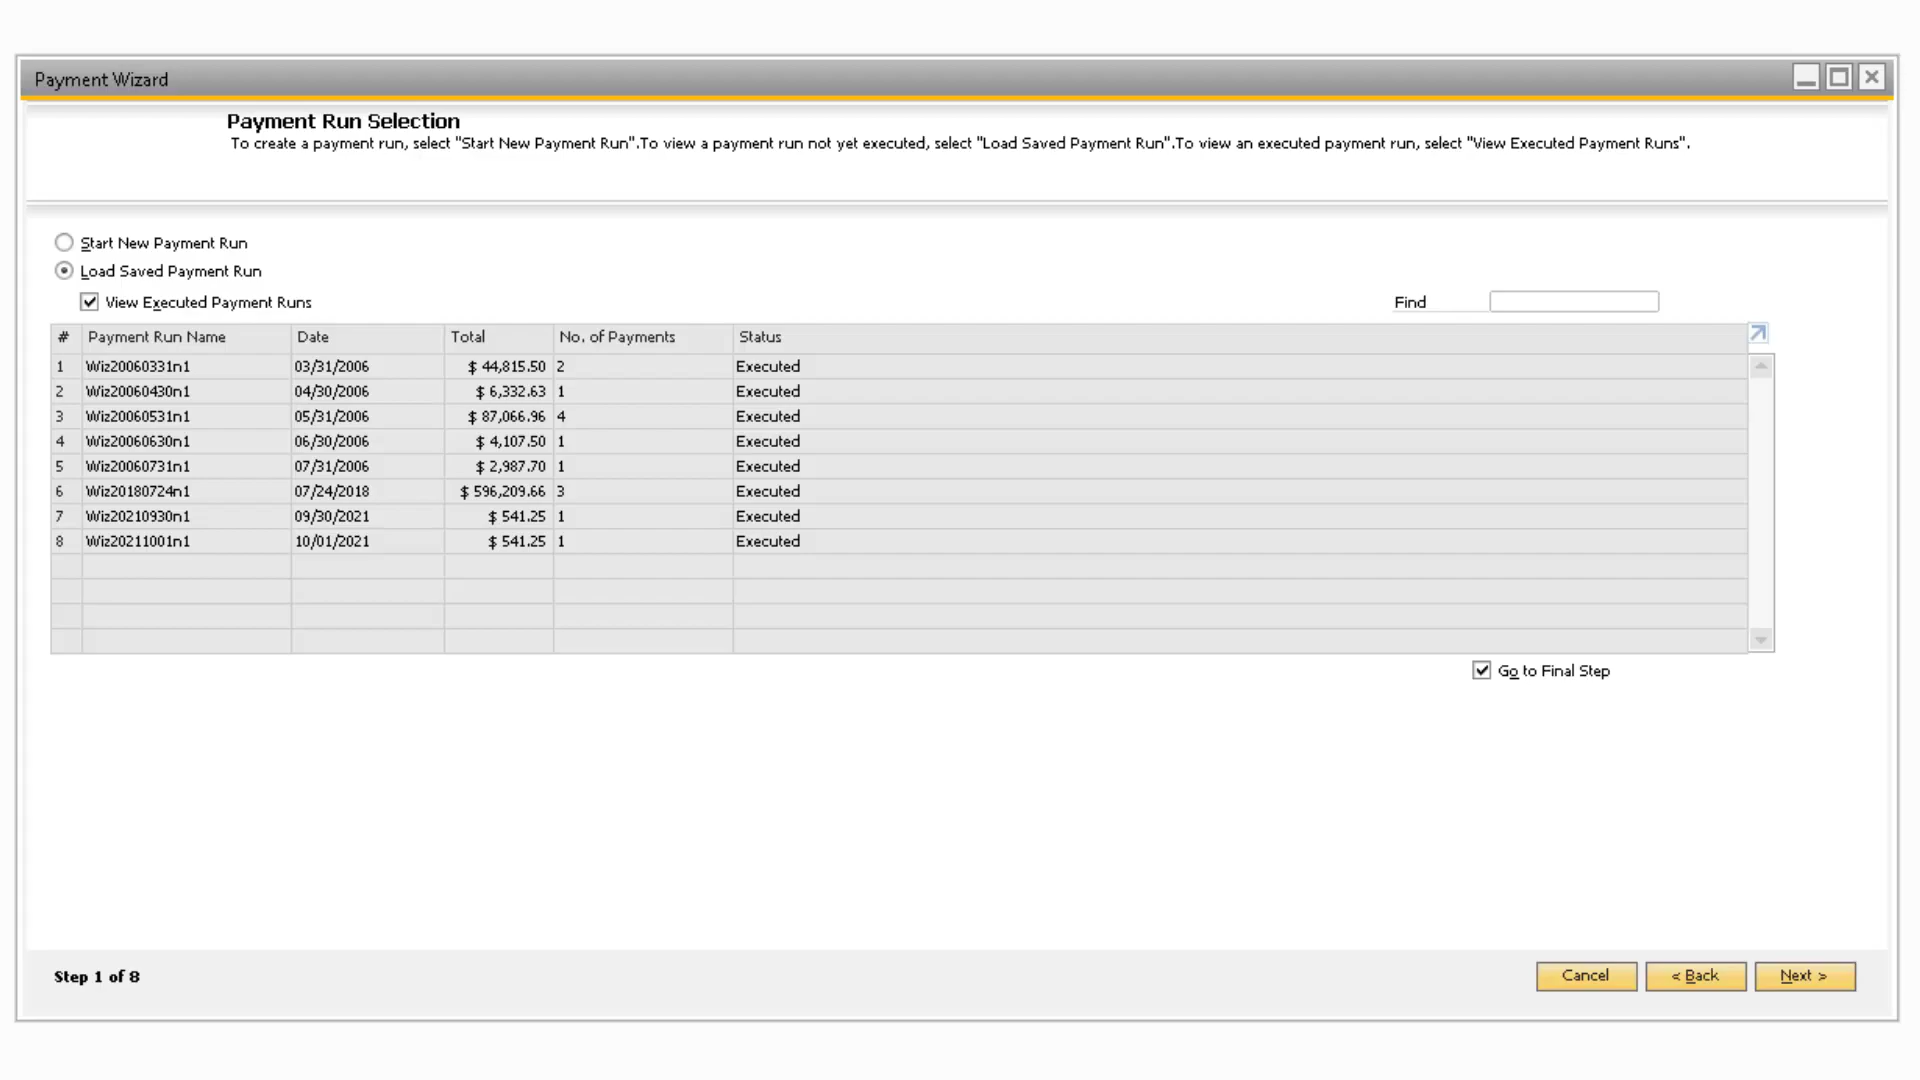 Payment Wizard
Payment Run Selection
To create a payment run, select "Start New Payment Run".To view a payment run not yet executed, select "Load Saved Payment Run".To view an executed payment run, select "View Executed Payment Runs".
Start New Payment Run
Load Saved Payment Run
View Executed Payment Runs Find
# Payment Run Name Date Total No. of Payments Status
1 Wiz20060331n1 03/31/2006 $ 44,815.50 2 Executed
2 Wiz20060430n1 04/30/2006 $ 6,332.63 1 Executed
3 Wiz20060531n1 05/31/2006 $ 87,066.96 4 Executed
4 Wiz20060630n1 06/30/2006 $ 4,107.50 1 Executed
5 Wiz20060731n1 07/31/2006 $ 2,987.70 1 Executed
6 Wiz20180724n1 07/24/2018 $ 596,209.66 3 Executed
7 Wiz20210930n1 09/30/2021 $ 541.25 1 Executed
8 Wiz20211001n1 10/01/2021 $ 541.25 1 Executed
Go to Final Step
Step 1 of 8 Cancel < Back Next >